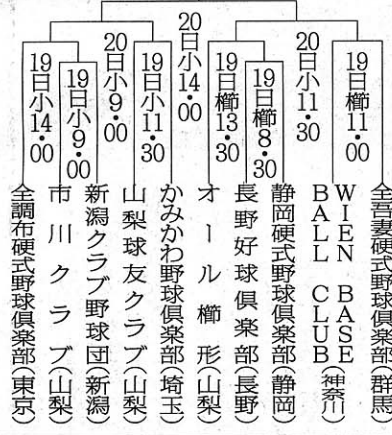 20日小14・00
20日小9・00
20日小11・30
19日小14・00
19日小9・00
19日小11・30
19日櫛13・30
19日櫛8・30
19日櫛11・00
全調布硬式野球倶楽部(東京)
市川クラブ(山梨)
新潟クラブ野球団(新潟)
山梨球友クラブ(山梨)
かみかわ野球倶楽部(埼玉)
オール櫛形(山梨)
長野好球倶楽部(長野)
静岡硬式野球倶楽部(静岡)
WIEN BASE
BALL CLUB(神奈川)
全吾妻硬式野球倶楽部(群馬)